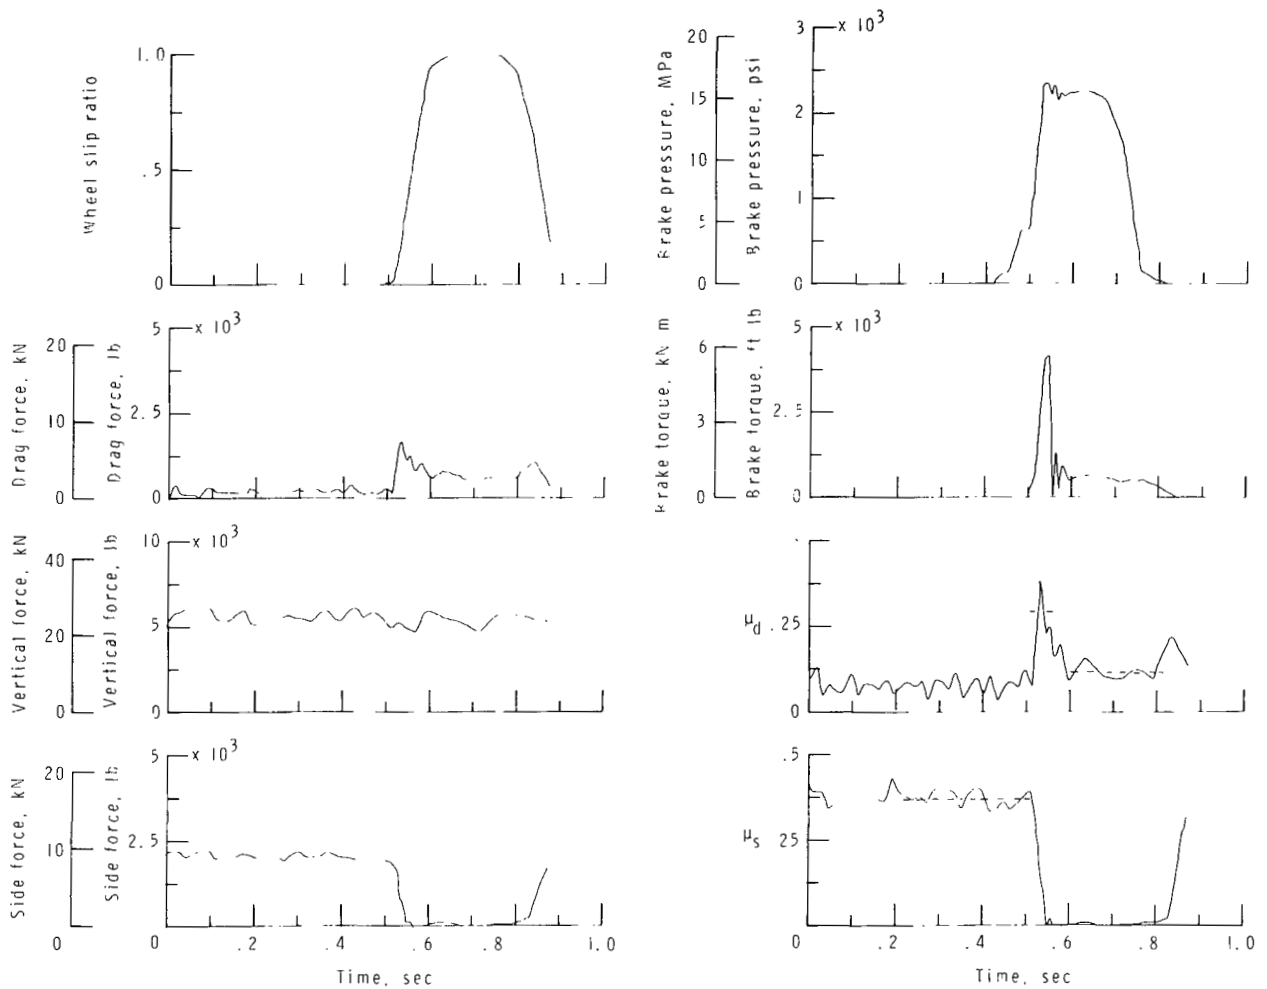 Wheel slip ratio
1.0
.5
0
Brake pressure, MPa
20
15
10
5
0
Brake pressure, psi
3 x 10³
2
1
0
Drag force, kN
20
10
0
Drag force, lb
5 x 10³
2.5
0
Brake torque, kN m
6
3
0
Brake torque, ft lb
5 x 10³
2.5
0
Vertical force, kN
40
20
0
Vertical force, lb
10 x 10³
5
0
μd
.25
0
Side force, kN
20
10
0
Side force, lb
5 x 10³
2.5
0 .2 .4 .6 .8 1.0
Time, sec
μs
.5
25
0 .2 .4 .6 .8 1.0
Time, sec